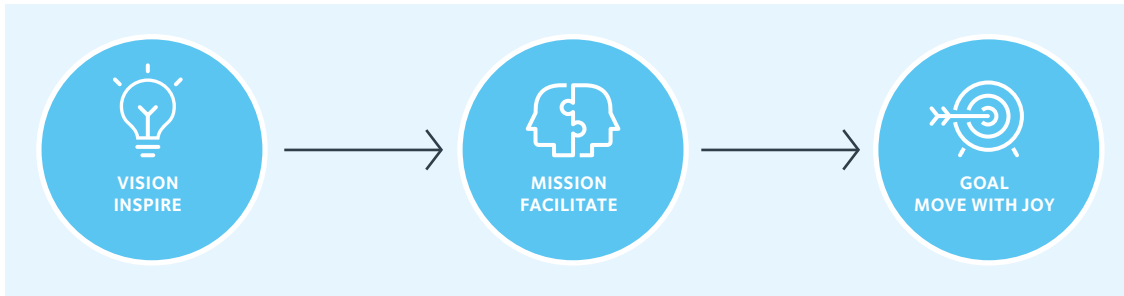 VISION
INSPIRE
MISSION
FACILITATE
GOAL
MOVE WITH JOY